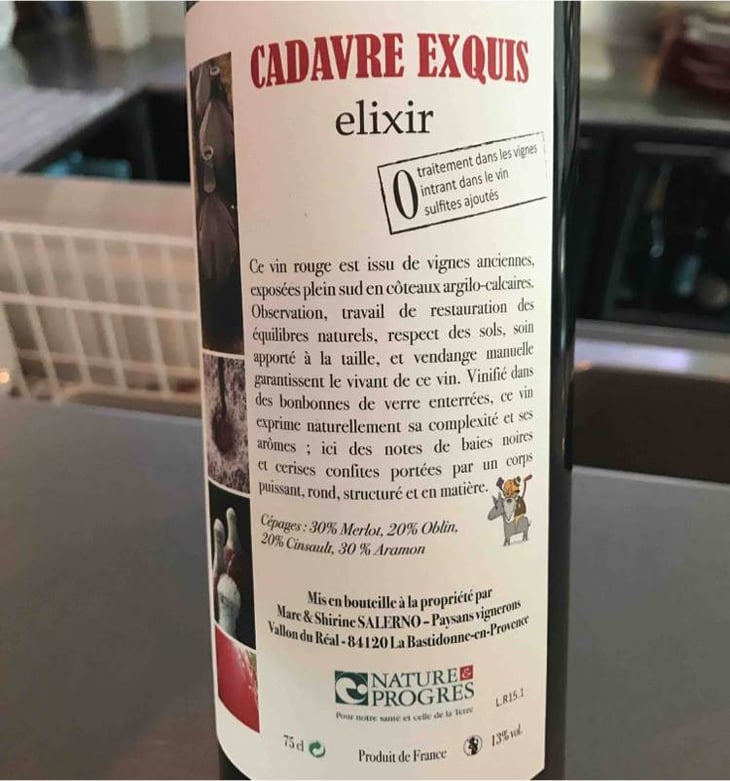 CADAVRE EXQUIS
elixir
0 traitement dans les vignes
intrant dans le vin
sulfites ajoutés
Ce vin rouge est issu de vignes anciennes,
exposées plein sud en côteaux argilo-calcaires.
Observation, travail de restauration des
équilibres naturels, respect des sols, soin
apporté à la taille, et vendange manuelle
garantissent le vivant de ce vin. Vinifié dans
des bonbonnes de verre enterrées, ce vin
exprime naturellement sa complexité et ses
arômes ; ici des notes de baies noires
et cerises confites portées par un corps
puissant, rond, structuré et en matière.
Cépages : 30% Merlot, 20% Oblin,
20% Cinsault, 30 % Aramon
Mis en bouteille à la propriété par
Marc & Shirine SALERNO – Paysans vignerons
Vallon du Réal - 84120 La Bastidonne-en-Provence
NATURE &
PROGRES
Pour notre santé et celle de la Terre
LR15.1
75cl
Produit de France
13% vol.